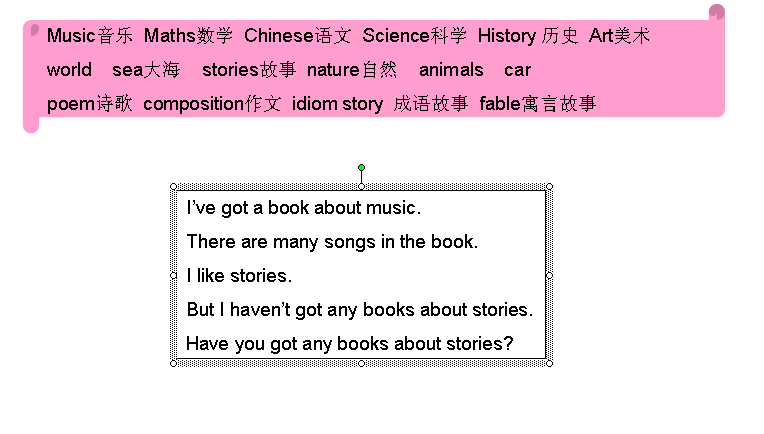 Music音乐 Maths数学 Chinese语文 Science科学 History 历史 Art美术
world sea大海 stories故事 nature自然 animals car
poem诗歌 composition作文 idiom story 成语故事 fable寓言故事
I've got a book about music.
There are many songs in the book.
I like stories.
But I haven't got any books about stories.
Have you got any books about stories?